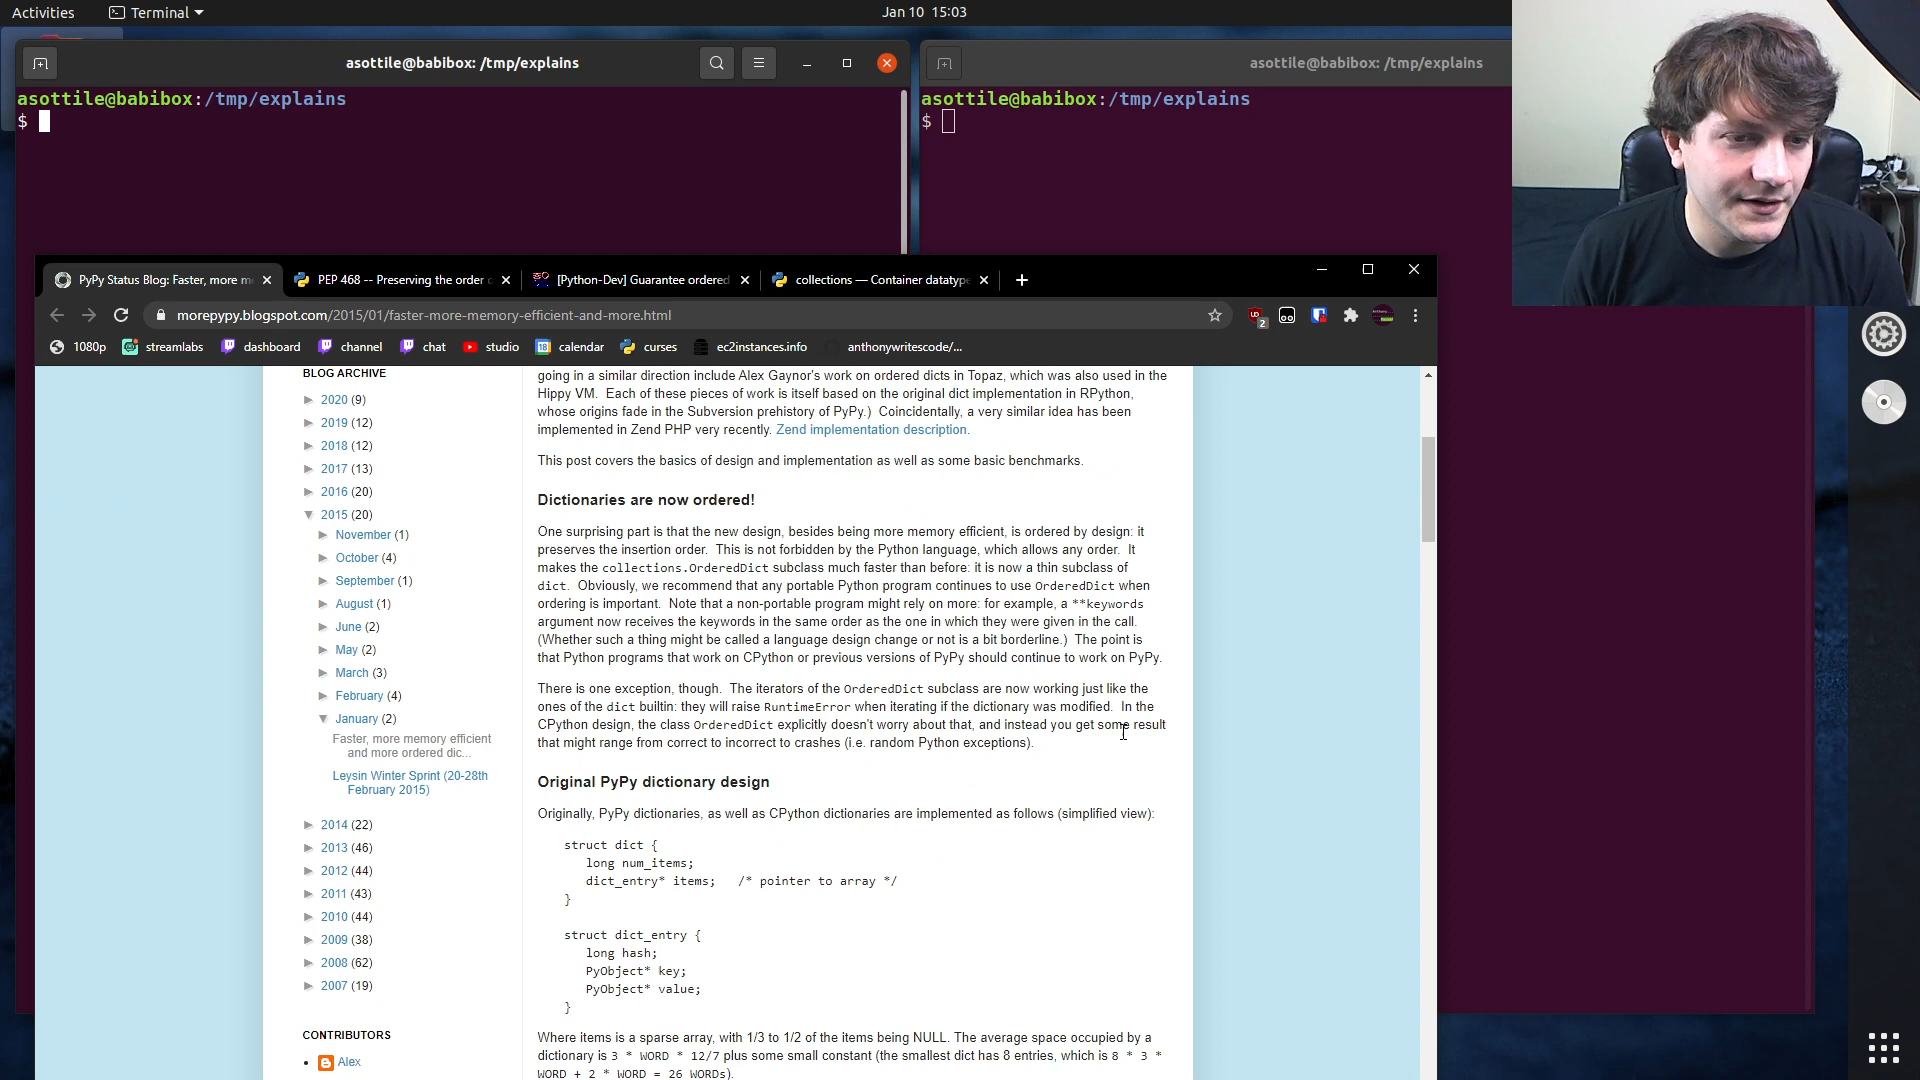 Activities
Terminal
Jan 10 15:03
asottile@babibox: /tmp/explains
asottile@babibox:/tmp/explains
$
asottile@babibox: /tmp/explains
asottile@babibox:/tmp/explains
$
PyPy Status Blog: Faster, more m
PEP 468 -- Preserving the order
[Python-Dev] Guarantee ordered
collections — Container datatype
morepypy.blogspot.com/2015/01/faster-more-memory-efficient-and-more.html
2
1080p
streamlabs
dashboard
channel
chat
studio
calendar
curses
ec2instances.info
anthonywritescode/...
BLOG ARCHIVE
2020 (9)
2019 (12)
2018 (12)
2017 (13)
2016 (20)
2015 (20)
November (1)
October (4)
September (1)
August (1)
June (2)
May (2)
March (3)
February (4)
January (2)
Faster, more memory efficient
and more ordered dic...
Leysin Winter Sprint (20-28th
February 2015)
2014 (22)
2013 (46)
2012 (44)
2011 (43)
2010 (44)
2009 (38)
2008 (62)
2007 (19)
CONTRIBUTORS
Alex
going in a similar direction include Alex Gaynor's work on ordered dicts in Topaz, which was also used in the
Hippy VM. Each of these pieces of work is itself based on the original dict implementation in RPython,
whose origins fade in the Subversion prehistory of PyPy.) Coincidentally, a very similar idea has been
implemented in Zend PHP very recently. Zend implementation description.
This post covers the basics of design and implementation as well as some basic benchmarks.
Dictionaries are now ordered!
One surprising part is that the new design, besides being more memory efficient, is ordered by design: it
preserves the insertion order. This is not forbidden by the Python language, which allows any order. It
makes the collections.OrderedDict subclass much faster than before: it is now a thin subclass of
dict. Obviously, we recommend that any portable Python program continues to use OrderedDict when
ordering is important. Note that a non-portable program might rely on more: for example, a **keywords
argument now receives the keywords in the same order as the one in which they were given in the call.
(Whether such a thing might be called a language design change or not is a bit borderline.) The point is
that Python programs that work on CPython or previous versions of PyPy should continue to work on PyPy.
There is one exception, though. The iterators of the OrderedDict subclass are now working just like the
ones of the dict builtin: they will raise RuntimeError when iterating if the dictionary was modified. In the
CPython design, the class OrderedDict explicitly doesn't worry about that, and instead you get some result
that might range from correct to incorrect to crashes (i.e. random Python exceptions).
Original PyPy dictionary design
Originally, PyPy dictionaries, as well as CPython dictionaries are implemented as follows (simplified view):
struct dict {
long num_items;
dict_entry* items; /* pointer to array */
}
struct dict_entry {
long hash;
PyObject* key;
PyObject* value;
}
Where items is a sparse array, with 1/3 to 1/2 of the items being NULL. The average space occupied by a
dictionary is 3 * WORD * 12/7 plus some small constant (the smallest dict has 8 entries, which is 8 * 3 *
WORD + 2 * WORD = 26 WORDs).